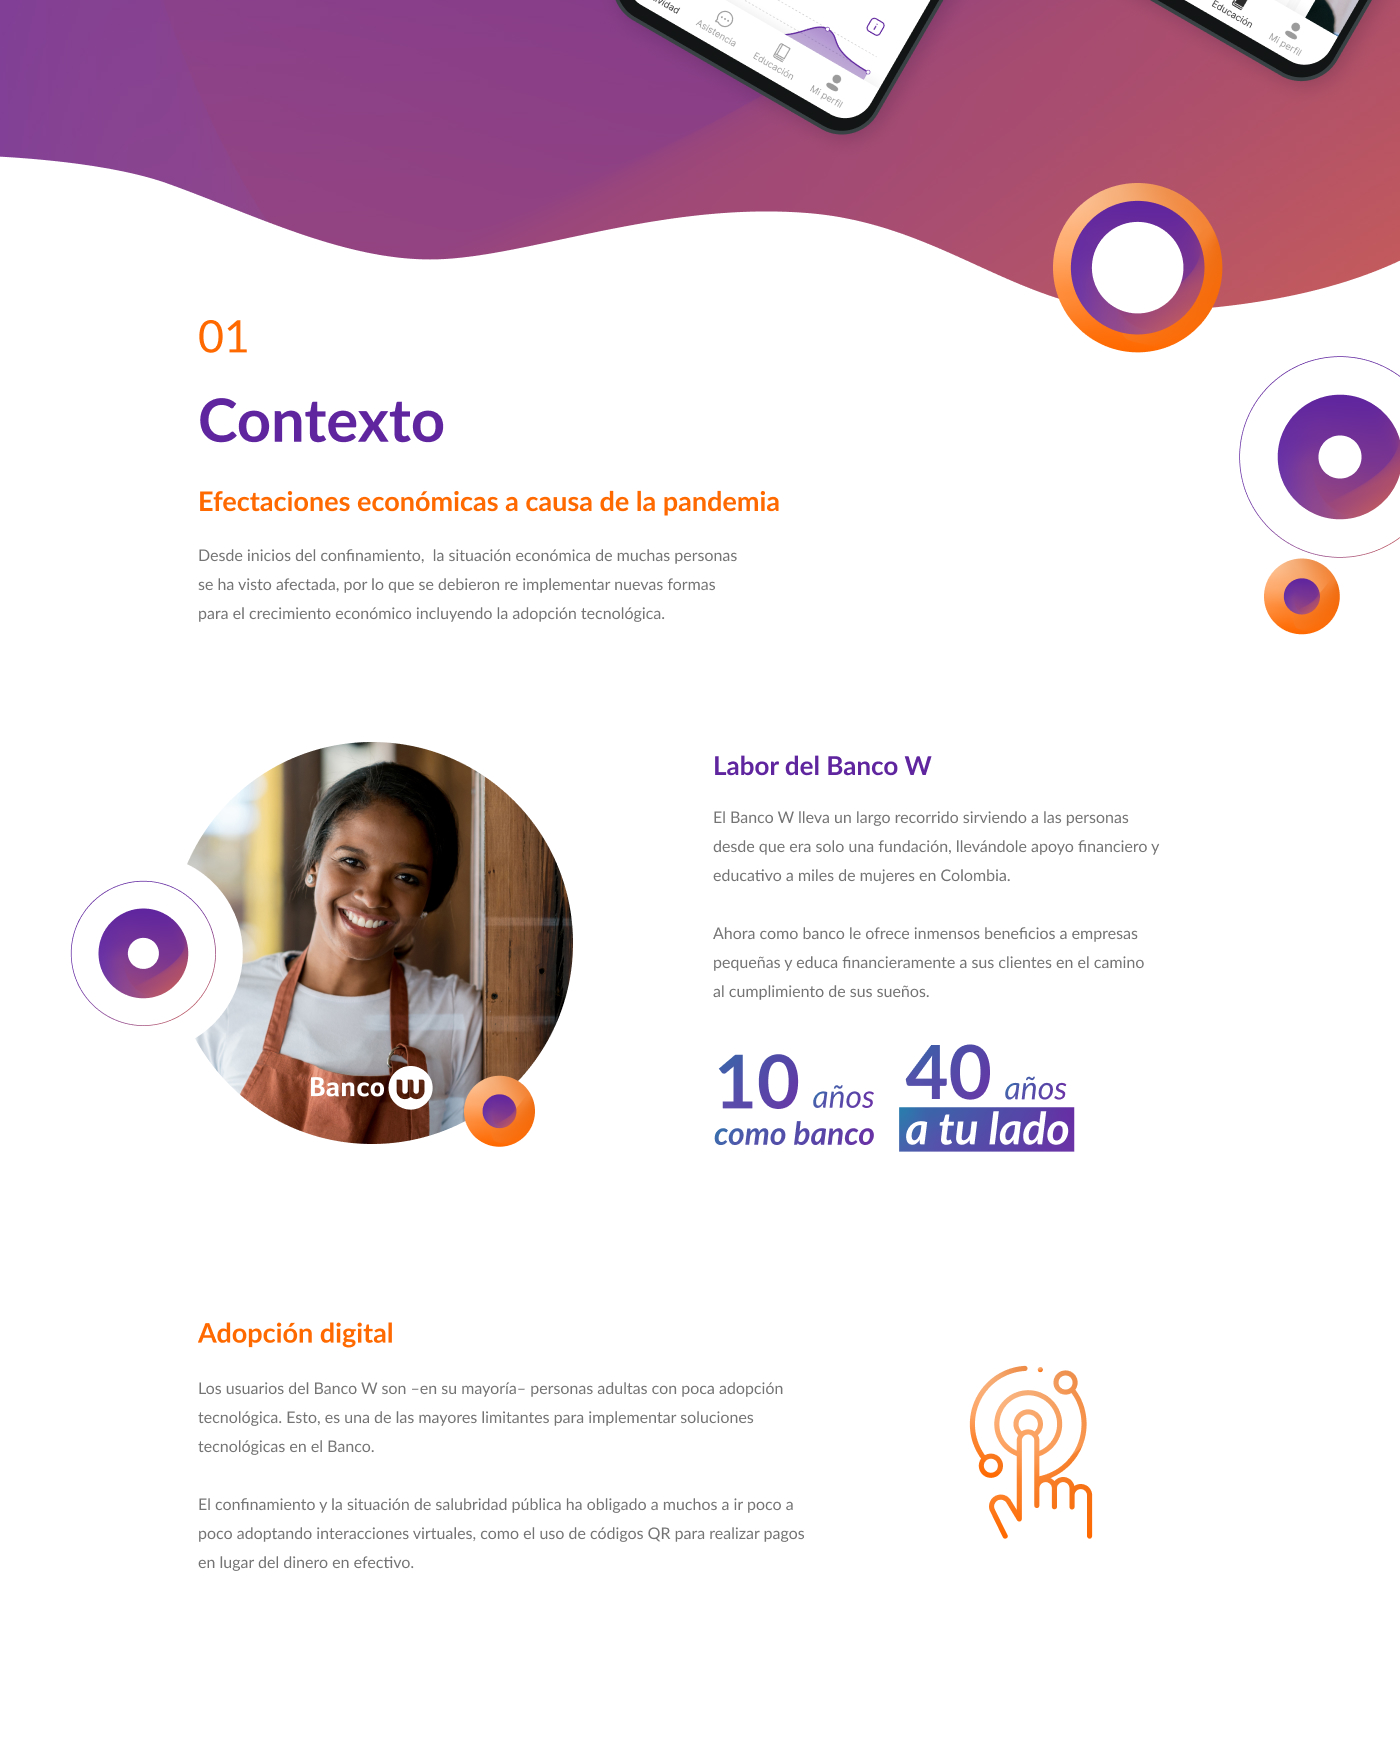 Asistencia
Educación
Mi perfil
Educación
Mi perfil
01
Contexto
Efectaciones económicas a causa de la pandemia
Desde inicios del confinamiento,  la situación económica de muchas personas
se ha visto afectada, por lo que se debieron re implementar nuevas formas
para el crecimiento económico incluyendo la adopción tecnológica.
Labor del Banco W
El Banco W lleva un largo recorrido sirviendo a las personas
desde que era solo una fundación, llevándole apoyo financiero y
educativo a miles de mujeres en Colombia.
Ahora como banco le ofrece inmensos beneficios a empresas
pequeñas y educa financieramente a sus clientes en el camino
al cumplimiento de sus sueños.
Banco W
10 años
como banco
40 años
a tu lado
Adopción digital
Los usuarios del Banco W son –en su mayoría– personas adultas con poca adopción
tecnológica. Esto, es una de las mayores limitantes para implementar soluciones
tecnológicas en el Banco.
El confinamiento y la situación de salubridad pública ha obligado a muchos a ir poco a
poco adoptando interacciones virtuales, como el uso de códigos QR para realizar pagos
en lugar del dinero en efectivo.